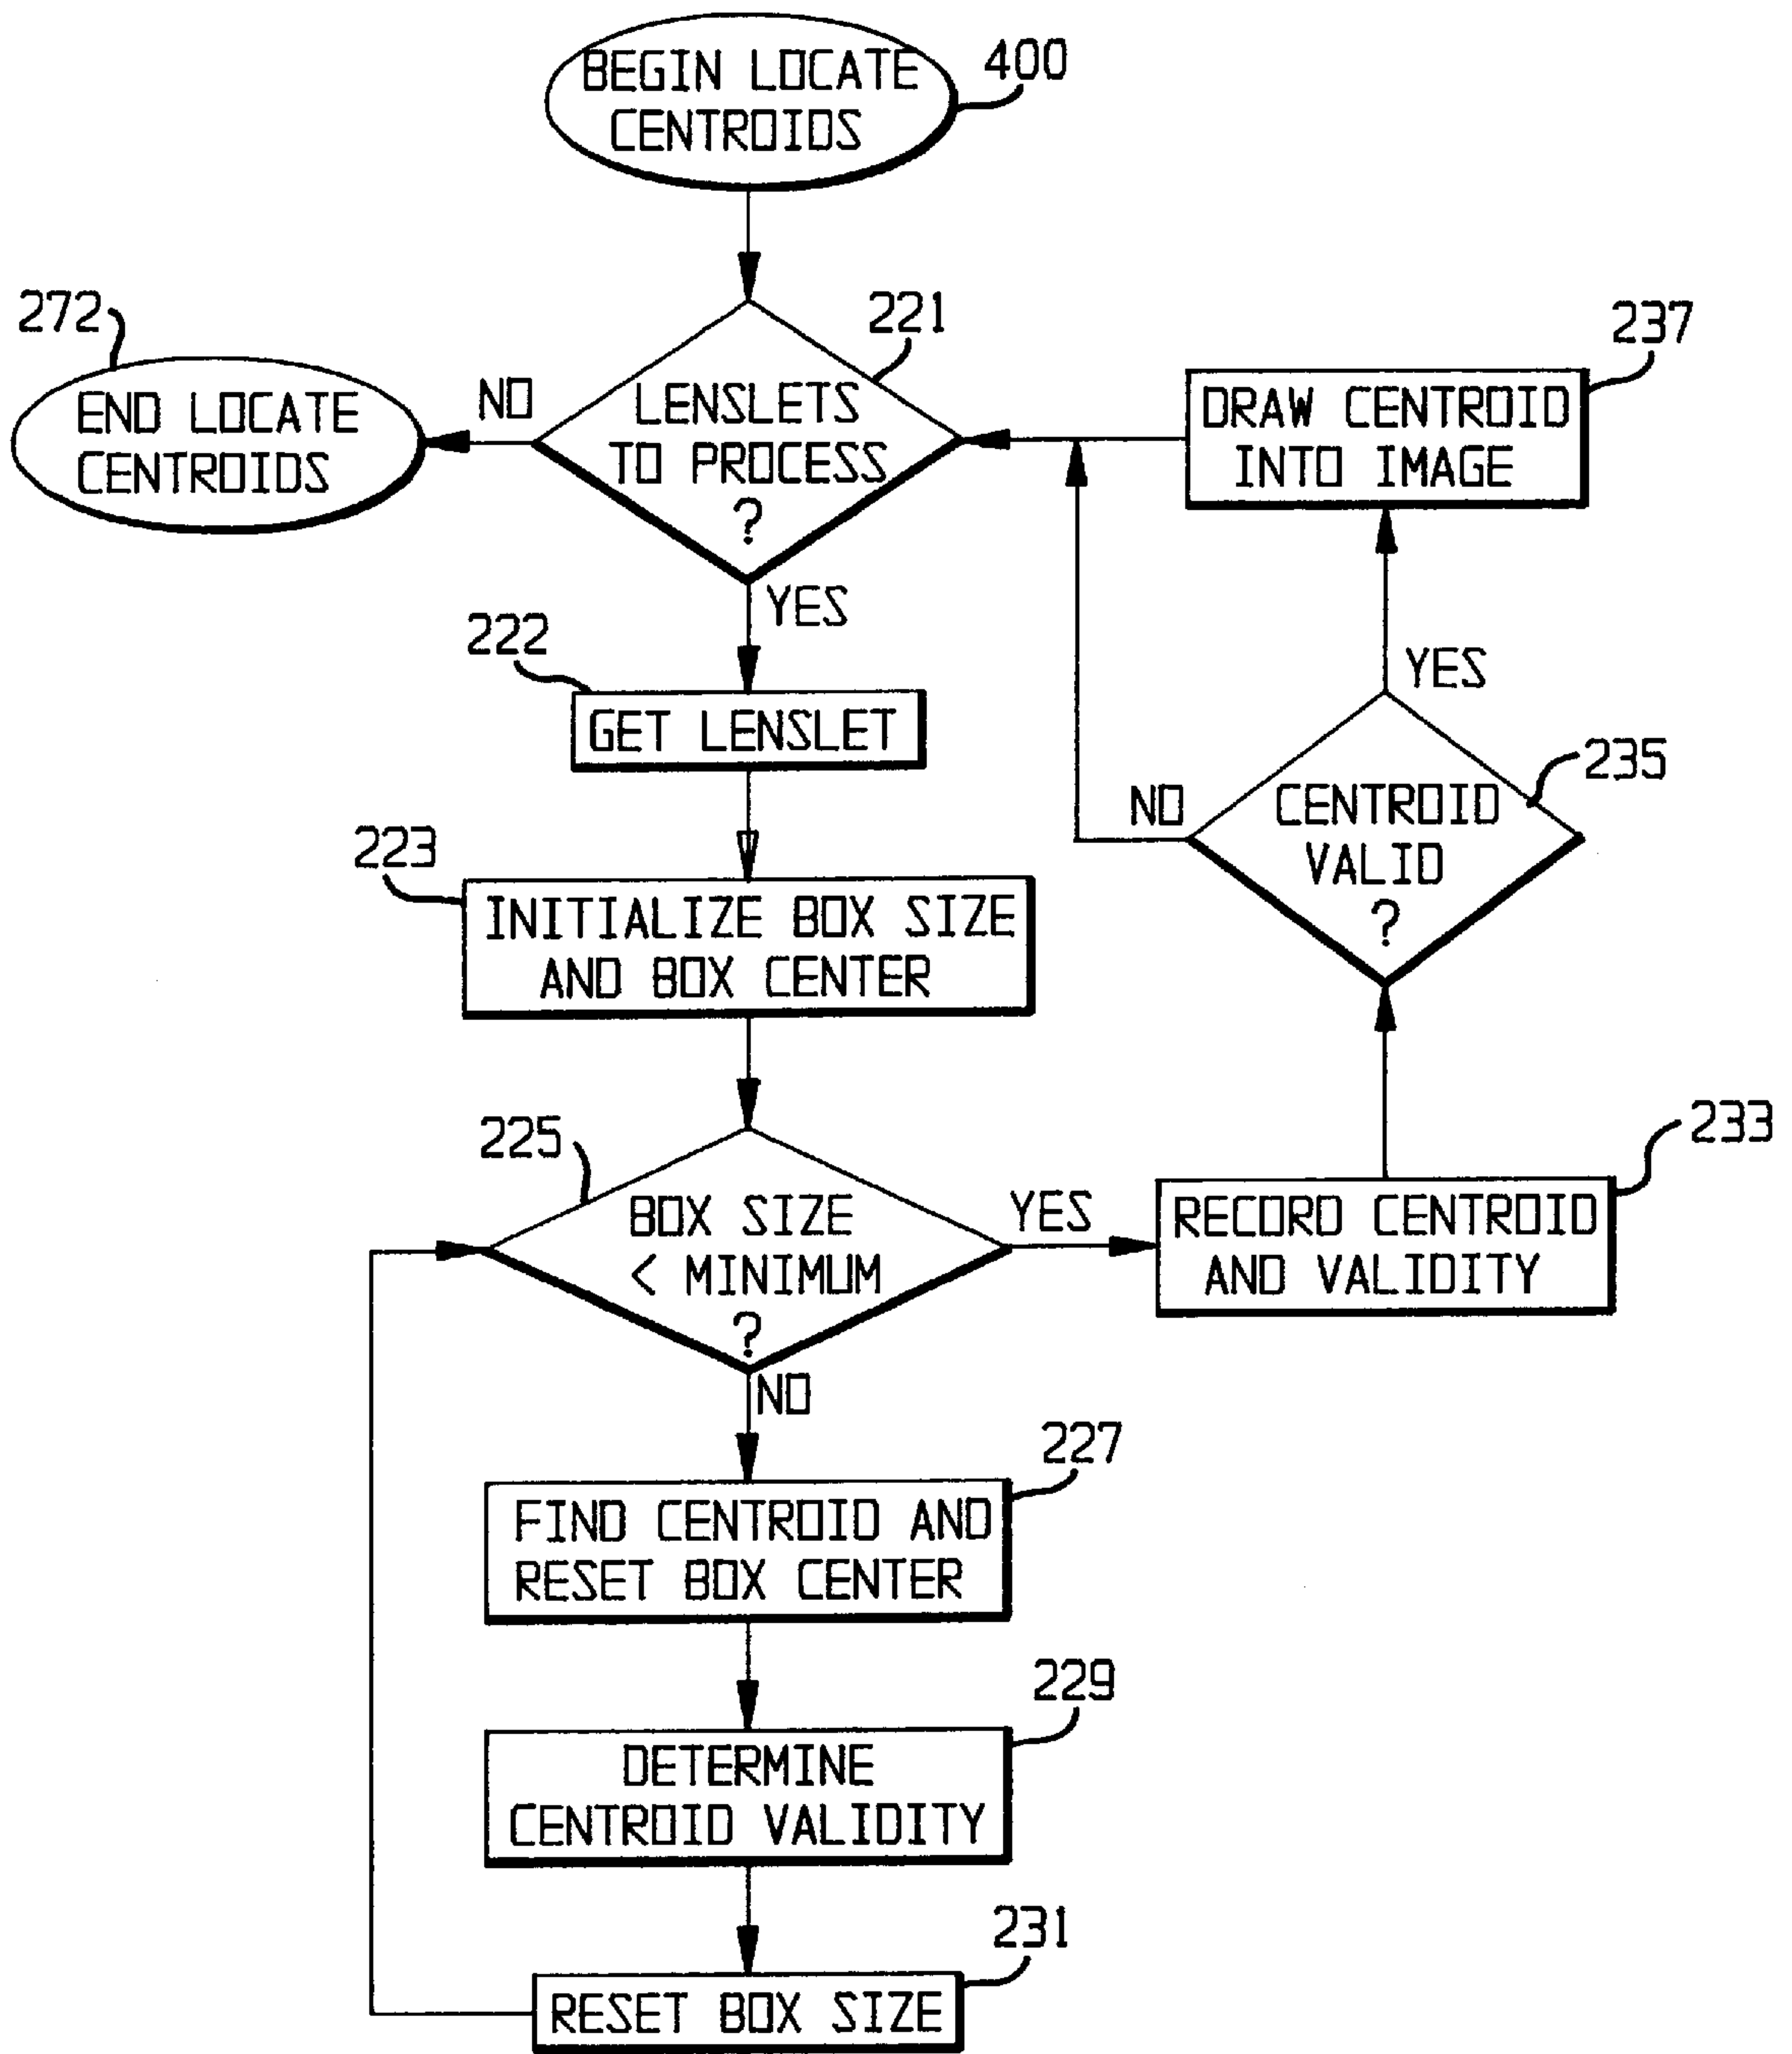 BEGIN LOCATE
CENTROIDS
400
272
END LOCATE
CENTROIDS
NO
221
LENSLETS
TO PROCESS
?
YES
237
DRAW CENTROID
INTO IMAGE
222
GET LENSLET
YES
235
NO
CENTROID
VALID
?
223
INITIALIZE BOX SIZE
AND BOX CENTER
225
BOX SIZE
< MINIMUM
?
YES
233
RECORD CENTROID
AND VALIDITY
NO
227
FIND CENTROID AND
RESET BOX CENTER
229
DETERMINE
CENTROID VALIDITY
231
RESET BOX SIZE